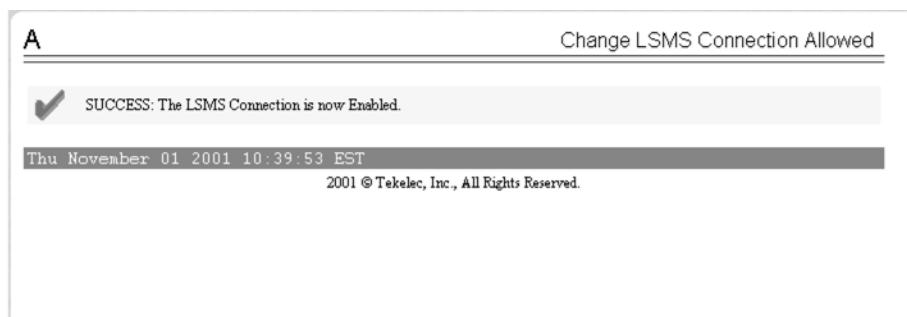 A
Change LSMS Connection Allowed
SUCCESS: The LSMS Connection is now Enabled.
Thu November 01 2001 10:39:53 EST
2001 © Tekelec, Inc., All Rights Reserved.